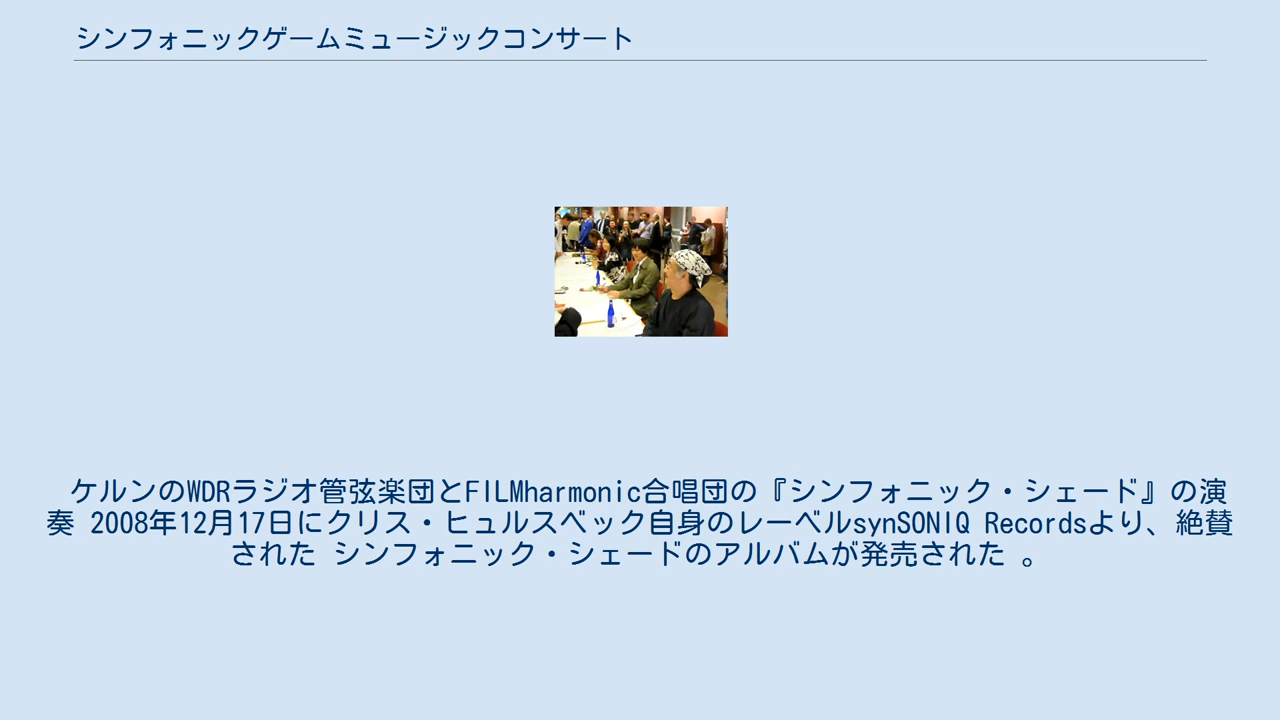 シンフォニックゲームミュージックコンサート
ケルンのWDRラジオ管弦楽団とFILMharmonic合唱団の『シンフォニック・シェード』の演
奏 2008年12月17日にクリス・ヒュルスベック自身のレーベルsynSONIQ Recordsより、絶賛
された シンフォニック・シェードのアルバムが発売された 。